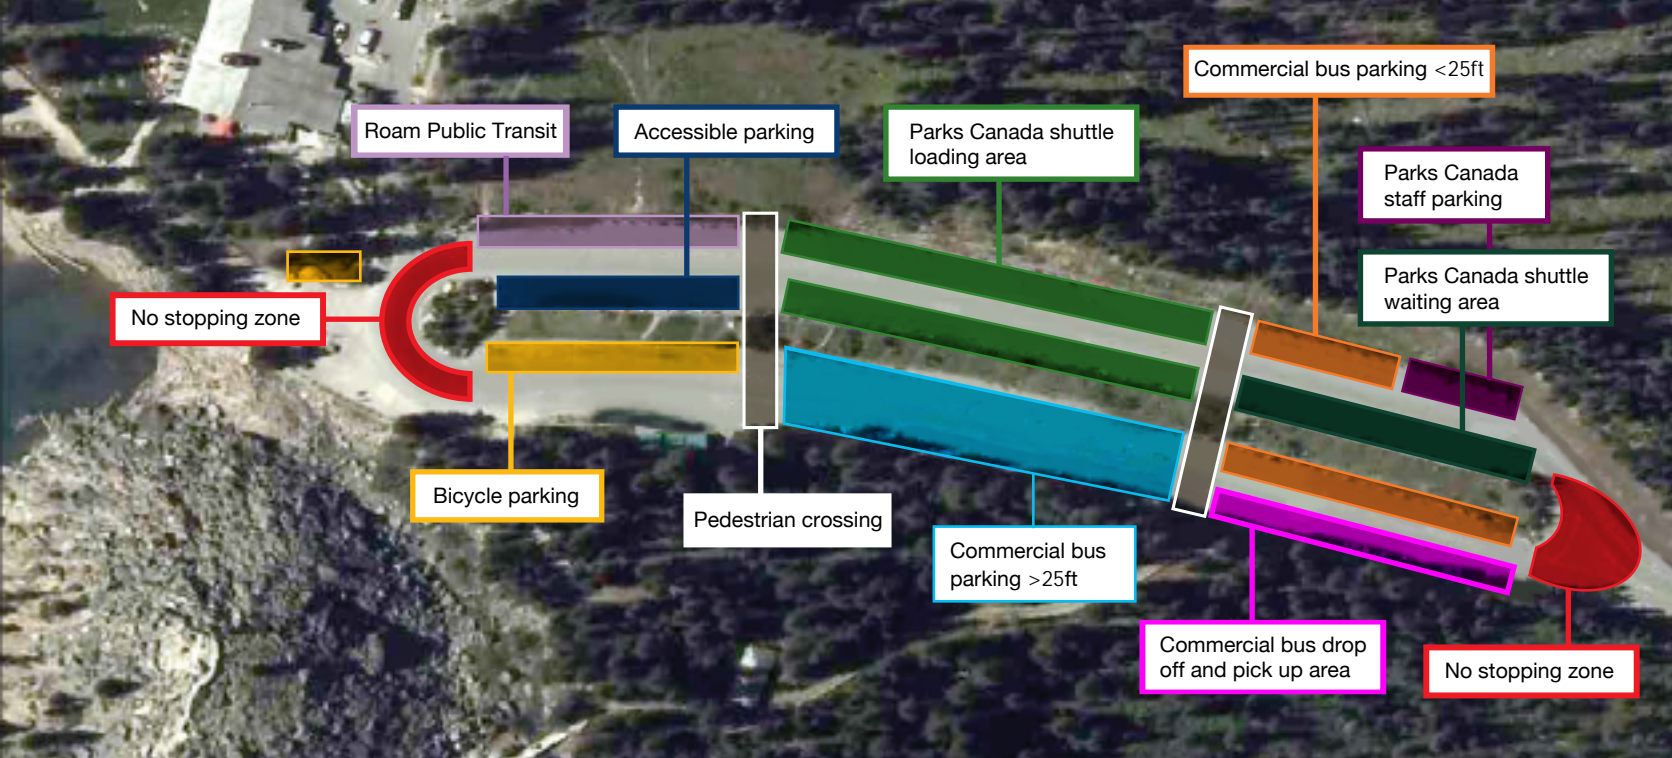 Commercial bus parking <25ft
Roam Public Transit
Accessible parking
Parks Canada shuttle
loading area
Parks Canada
staff parking
Parks Canada shuttle
waiting area
No stopping zone
Bicycle parking
Pedestrian crossing
Commercial bus
parking >25ft
Commercial bus drop
off and pick up area
No stopping zone